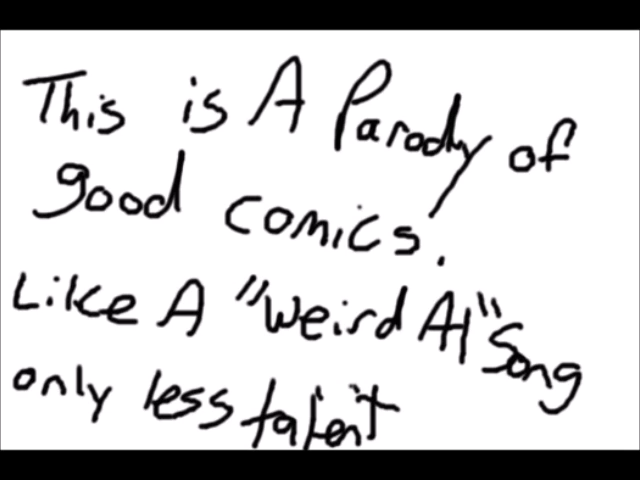 This is A Parody of
good comics.
Like A "Weird Al" Song
only less talent